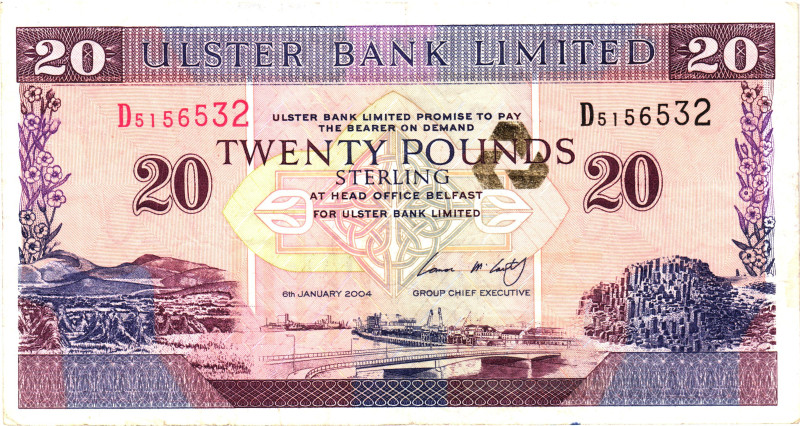 20 ULSTER BANK LIMITED 20
D5156532 D5156532
ULSTER BANK LIMITED PROMISE TO PAY
THE BEARER ON DEMAND
TWENTY POUNDS
20 STERLING 20
AT HEAD OFFICE BELFAST
FOR ULSTER BANK LIMITED
6th JANUARY 2004 GROUP CHIEF EXECUTIVE